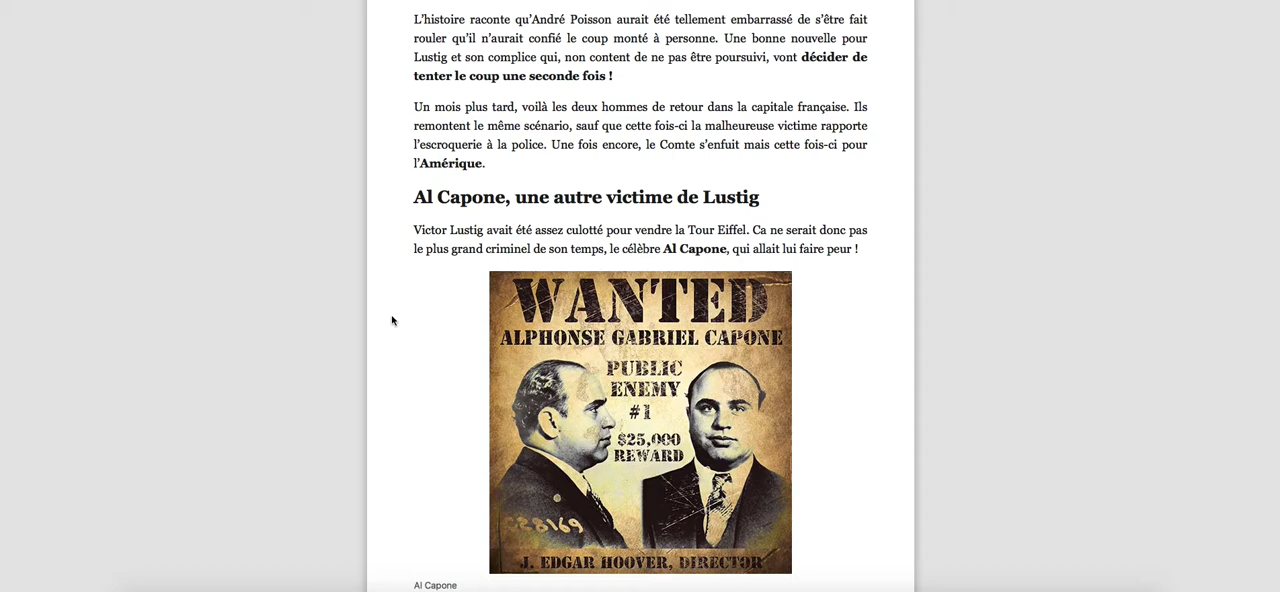 L’histoire raconte qu’André Poisson aurait été tellement embarrassé de s’être fait
rouler qu’il n’aurait confié le coup monté à personne. Une bonne nouvelle pour
Lustig et son complice qui, non content de ne pas être poursuivi, vont décider de
tenter le coup une seconde fois !
Un mois plus tard, voilà les deux hommes de retour dans la capitale française. Ils
remontent le même scénario, sauf que cette fois-ci la malheureuse victime rapporte
l’escroquerie à la police. Une fois encore, le Comte s’enfuit mais cette fois-ci pour
l’Amérique.
Al Capone, une autre victime de Lustig
Victor Lustig avait été assez culotté pour vendre la Tour Eiffel. Ca ne serait donc pas
le plus grand criminel de son temps, le célèbre Al Capone, qui allait lui faire peur !
WANTED
ALPHONSE GABRIEL CAPONE
PUBLIC
ENEMY
#1
$25,000
REWARD
C28169
J. EDGAR HOOVER, DIRECTOR
Al Capone